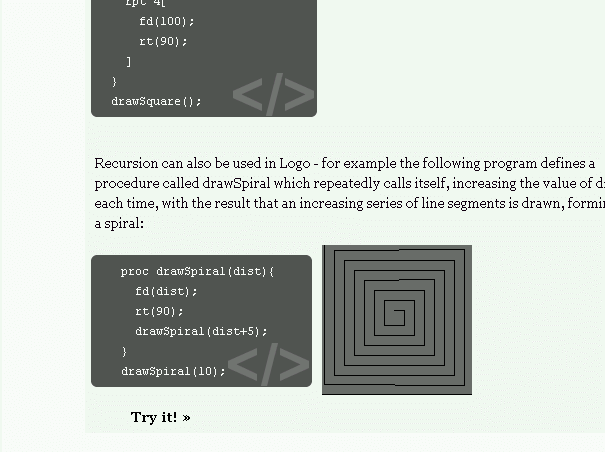 rpt 4[
fd(100);
rt(90);
]
}
drawSquare();
</>
Recursion can also be used in Logo - for example the following program defines a
procedure called drawSpiral which repeatedly calls itself, increasing the value of
each time, with the result that an increasing series of line segments is drawn,
a spiral:
proc drawSpiral(dist){
fd(dist);
rt(90);
drawSpiral(dist+5);
}
drawSpiral(10);
</>
Try it! »